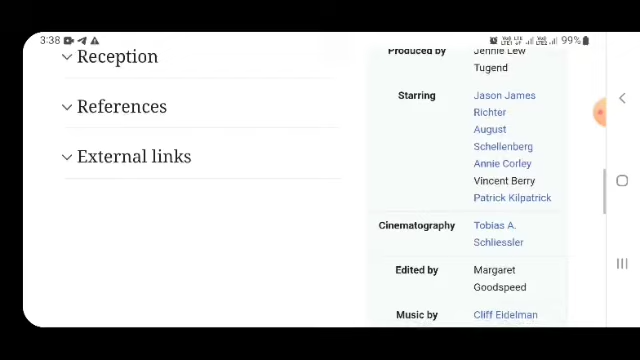 3:38 99%
Reception
References
External links
Produced by Jennie Lew
Tugend
Starring Jason James
Richter
August
Schellenberg
Annie Corley
Vincent Berry
Patrick Kilpatrick
Cinematography Tobias A.
Schliessler
Edited by Margaret
Goodspeed
Music by Cliff Eidelman